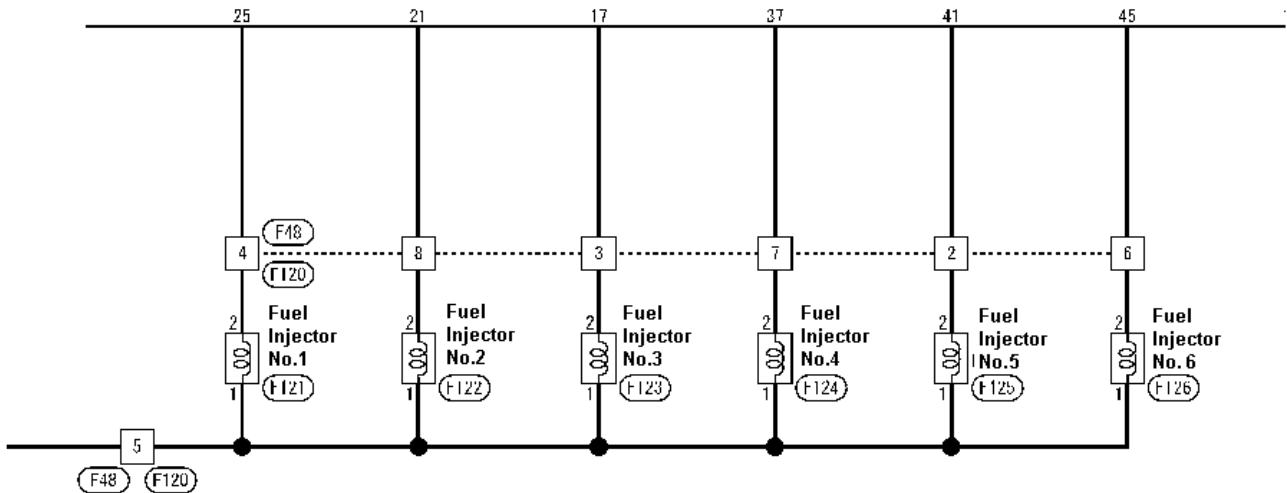 25 21 17 37 41 45
F48
4 8 3 7 2 6
F120
Fuel
Injector
No.1
2
1
F121
Fuel
Injector
No.2
2
1
F122
Fuel
Injector
No.3
2
1
F123
Fuel
Injector
No.4
2
1
F124
Fuel
Injector
No.5
2
1
F125
Fuel
Injector
No. 6
2
1
F126
5
F48 F120